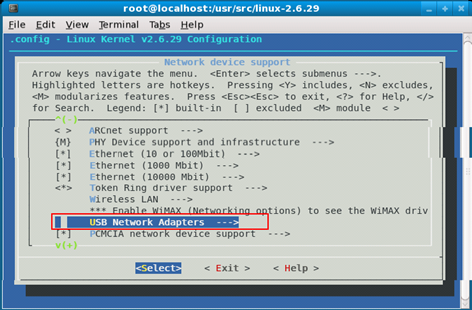 root@localhost:/usr/src/linux-2.6.29
File Edit View Terminal Tabs Help
.config - Linux Kernel v2.6.29 Configuration
Network device support
Arrow keys navigate the menu. <Enter> selects submenus --->.
Highlighted letters are hotkeys. Pressing <Y> includes, <N> excludes,
<M> modularizes features. Press <Esc><Esc> to exit, <?> for Help, </>
for Search. Legend: [*] built-in [ ] excluded <M> module < >
^(-)
< > ARCnet support --->
{M} PHY Device support and infrastructure --->
[*] Ethernet (10 or 100Mbit) --->
[*] Ethernet (1000 Mbit) --->
[*] Ethernet (10000 Mbit) --->
<*> Token Ring driver support --->
Wireless LAN --->
*** Enable WiMAX (Networking options) to see the WiMAX driv
USB Network Adapters --->
[*] PCMCIA network device support --->
v(+)
<Select> < Exit > < Help >